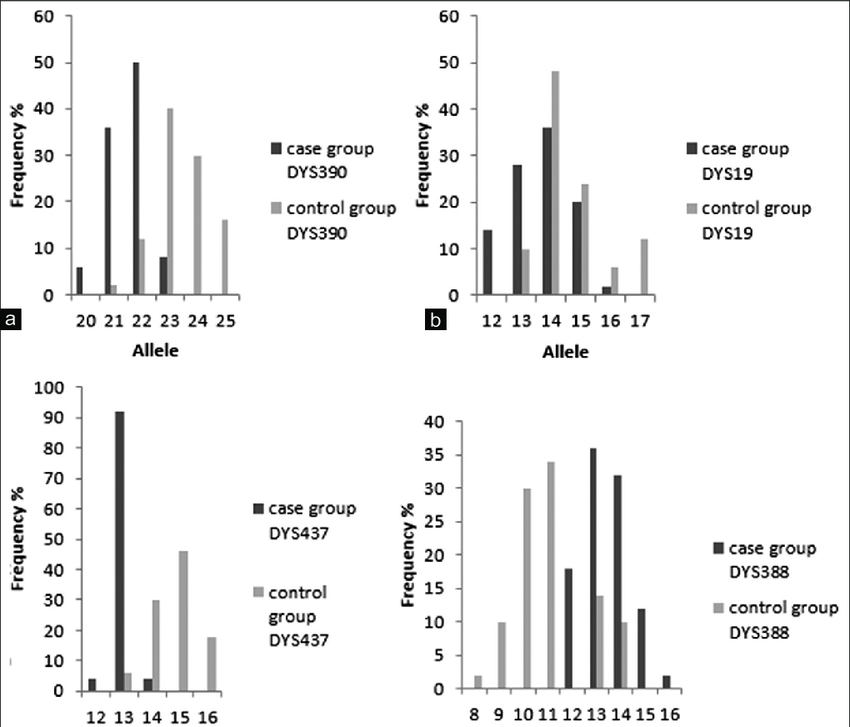 60
50
40
30
20
10
0
Frequency %
20 21 22 23 24 25
Allele
case group
DYS390
control group
DYS390
a
60
50
40
30
20
10
0
Frequency %
12 13 14 15 16 17
Allele
case group
DYS19
control group
DYS19
b
100
90
80
70
60
50
40
30
20
10
0
Frequency %
12 13 14 15 16
case group
DYS437
control
group
DYS437
40
35
30
25
20
15
10
5
0
Frequency %
8 9 10 11 12 13 14 15 16
case group
DYS388
control group
DYS388